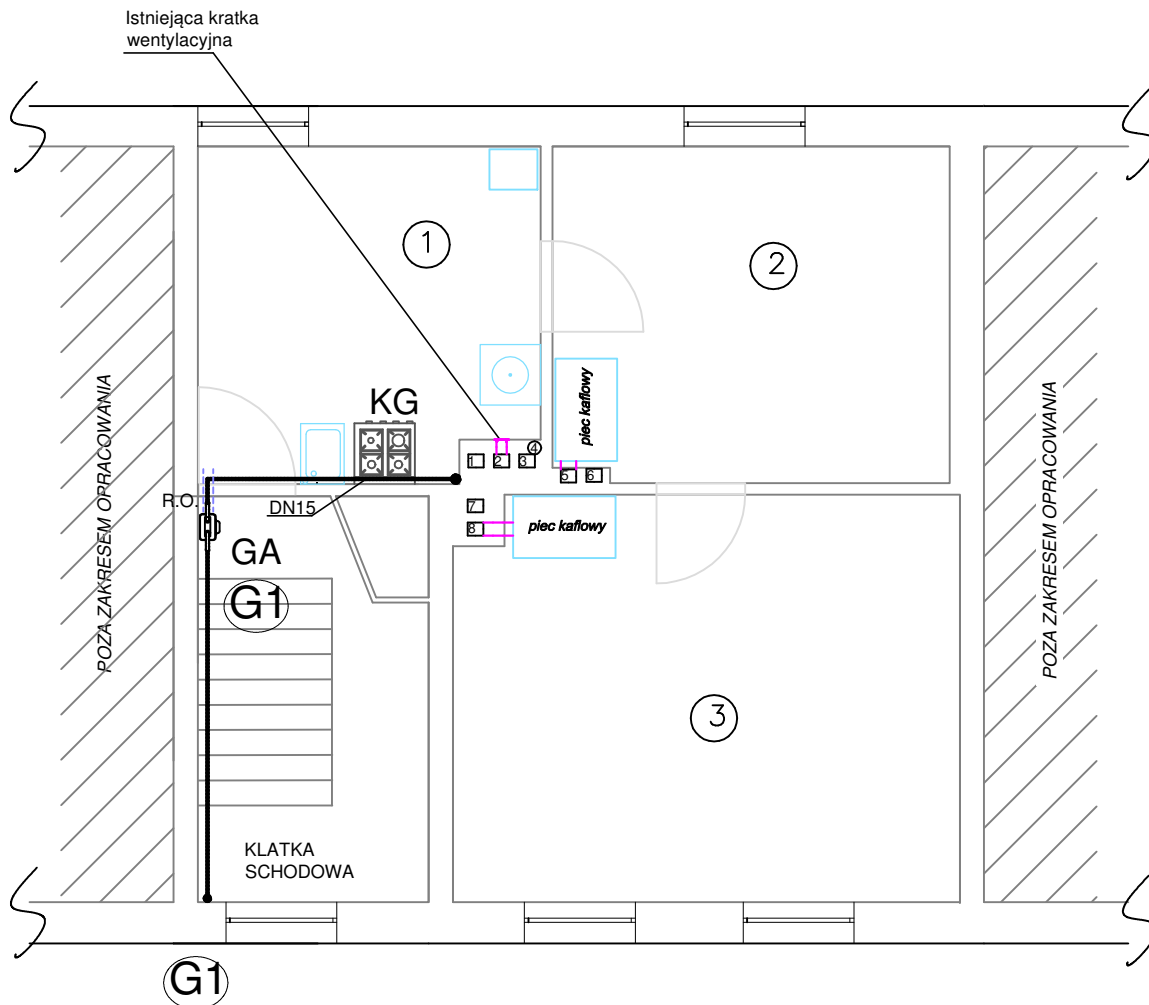 Istniejąca kratka
wentylacyjna
1
2
POZA ZAKRESEM OPRACOWANIA
KG
piec kaflowy
POZA ZAKRESEM OPRACOWANIA
4
1
2
3
5
6
R.O.
DN15
7
8
piec kaflowy
GA
G1
3
KLATKA
SCHODOWA
G1